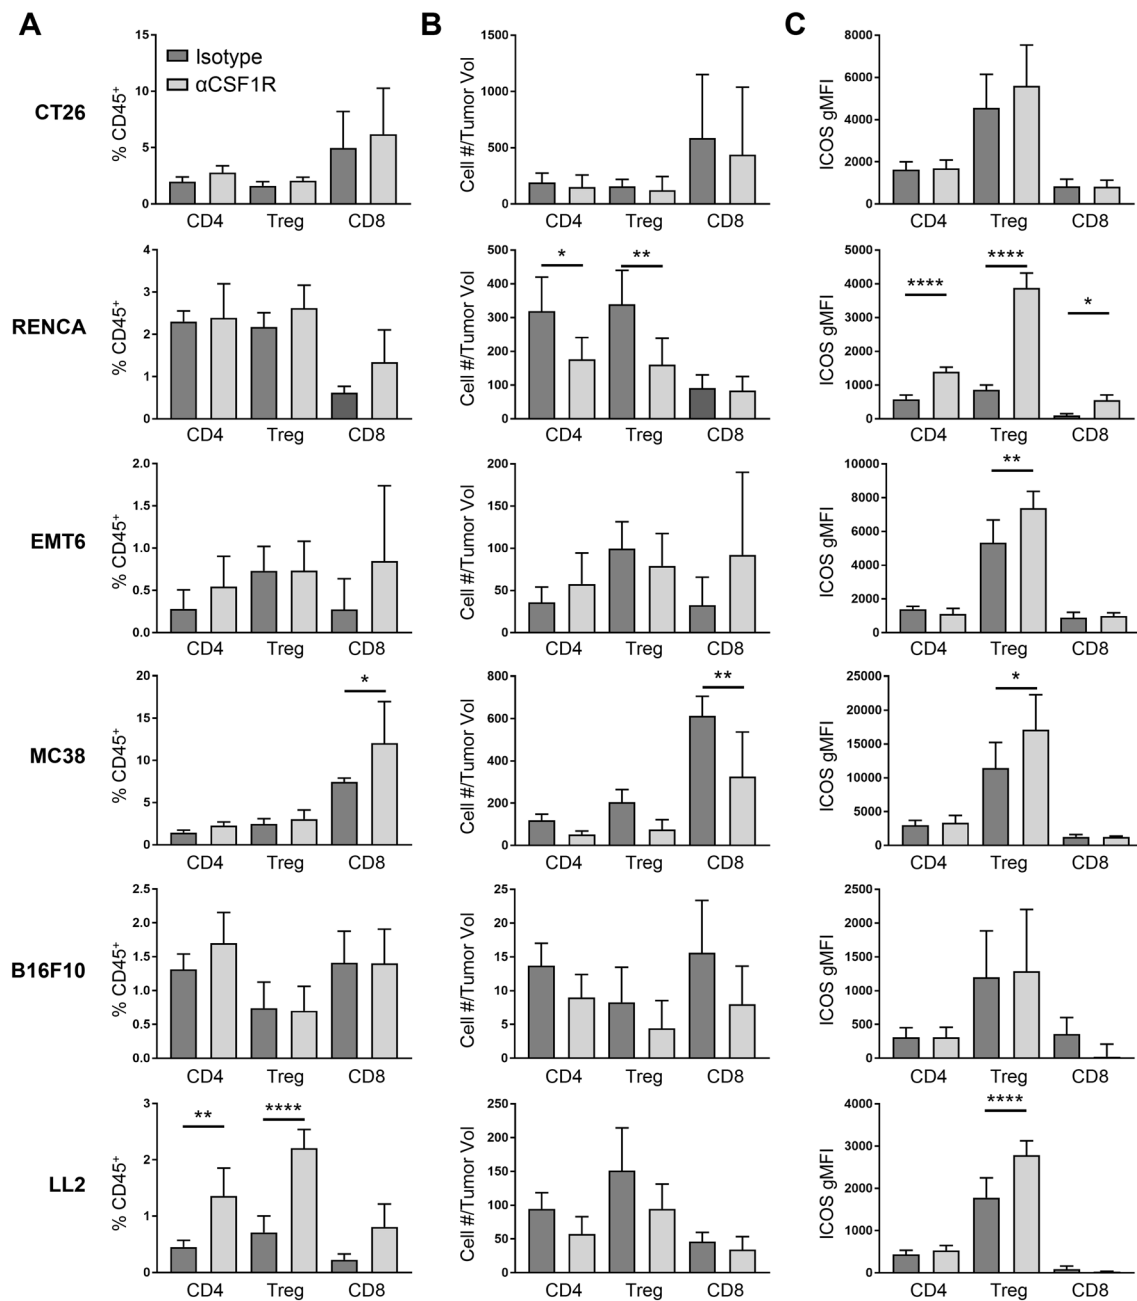 A
B
C
Isotype
αCSF1R
CT26
% CD45+
15
10
5
0
CD4
Treg
CD8
Cell #/Tumor Vol
1500
1000
500
0
CD4
Treg
CD8
ICOS gMFI
8000
6000
4000
2000
0
CD4
Treg
CD8
RENCA
% CD45+
4
3
2
1
0
CD4
Treg
CD8
Cell #/Tumor Vol
500
400
300
200
100
0
*
**
CD4
Treg
CD8
ICOS gMFI
5000
4000
3000
2000
1000
0
****
****
*
CD4
Treg
CD8
EMT6
% CD45+
2.0
1.5
1.0
0.5
0.0
CD4
Treg
CD8
Cell #/Tumor Vol
200
150
100
50
0
CD4
Treg
CD8
ICOS gMFI
10000
8000
6000
4000
2000
0
**
CD4
Treg
CD8
MC38
% CD45+
20
15
10
5
0
*
CD4
Treg
CD8
Cell #/Tumor Vol
800
600
400
200
0
**
CD4
Treg
CD8
ICOS gMFI
25000
20000
15000
10000
5000
0
*
CD4
Treg
CD8
B16F10
% CD45+
2.0
1.5
1.0
0.5
0.0
CD4
Treg
CD8
Cell #/Tumor Vol
25
20
15
10
5
0
CD4
Treg
CD8
ICOS gMFI
2500
2000
1500
1000
500
0
CD4
Treg
CD8
LL2
% CD45+
3
2
1
0
**
****
CD4
Treg
CD8
Cell #/Tumor Vol
250
200
150
100
50
0
CD4
Treg
CD8
ICOS gMFI
4000
3000
2000
1000
0
****
CD4
Treg
CD8